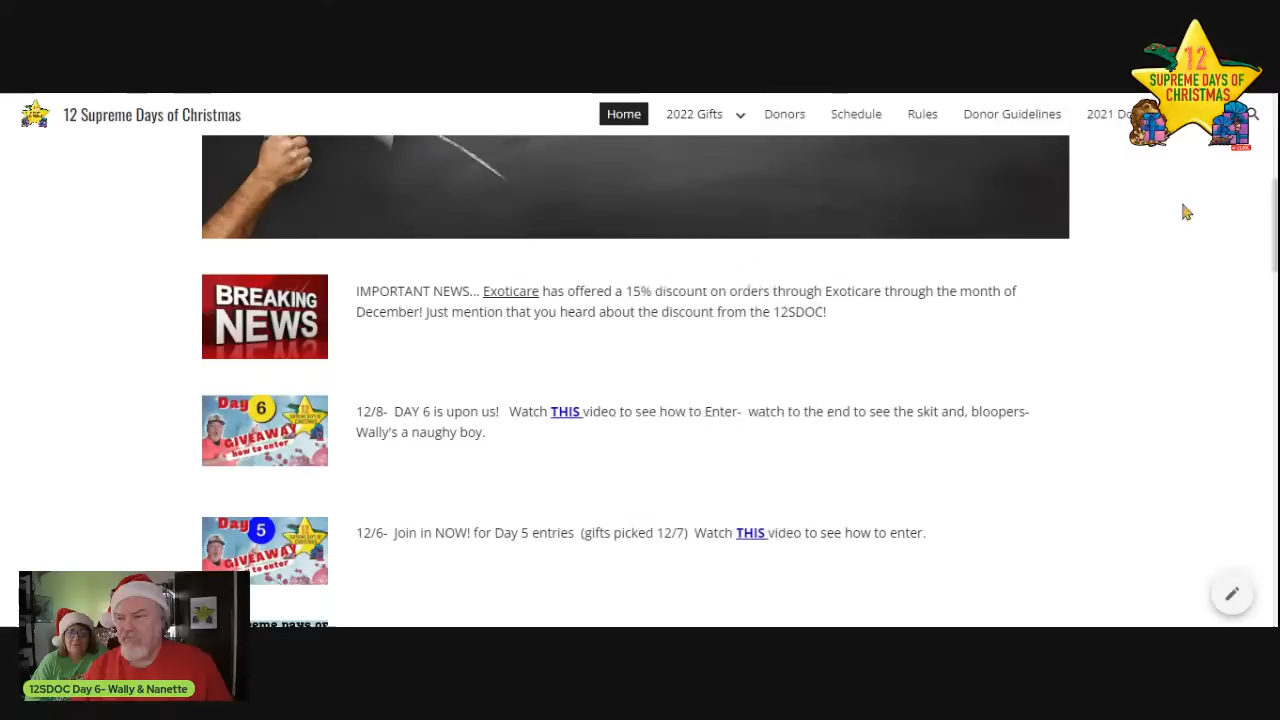 12
SUPREME DAYS OF
CHRISTMAS
12 Supreme Days of Christmas
Home
2022 Gifts
Donors
Schedule
Rules
Donor Guidelines
2021 Do
BREAKING
NEWS
IMPORTANT NEWS... Exoticare has offered a 15% discount on orders through Exoticare through the month of
December! Just mention that you heard about the discount from the 12SDOC!
Day 6
GIVEAWAY
how to enter
12/8- DAY 6 is upon us! Watch THIS video to see how to Enter- watch to the end to see the skit and, bloopers-
Wally's a naughy boy.
Day 5
GIVEAWAY
to enter
12/6- Join in NOW! for Day 5 entries (gifts picked 12/7) Watch THIS video to see how to enter.
12SDOC Day 6- Wally & Nanette